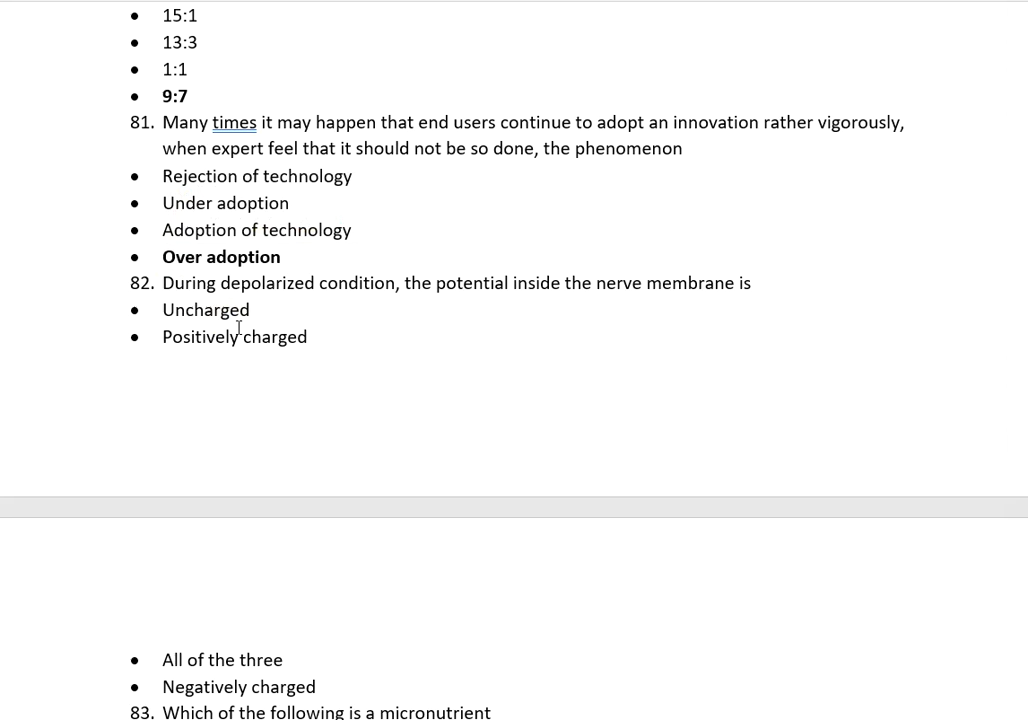 • 15:1
• 13:3
• 1:1
• 9:7
81. Many times it may happen that end users continue to adopt an innovation rather vigorously,
when expert feel that it should not be so done, the phenomenon
• Rejection of technology
• Under adoption
• Adoption of technology
• Over adoption
82. During depolarized condition, the potential inside the nerve membrane is
• Uncharged
• Positively charged
• All of the three
• Negatively charged
83. Which of the following is a micronutrient